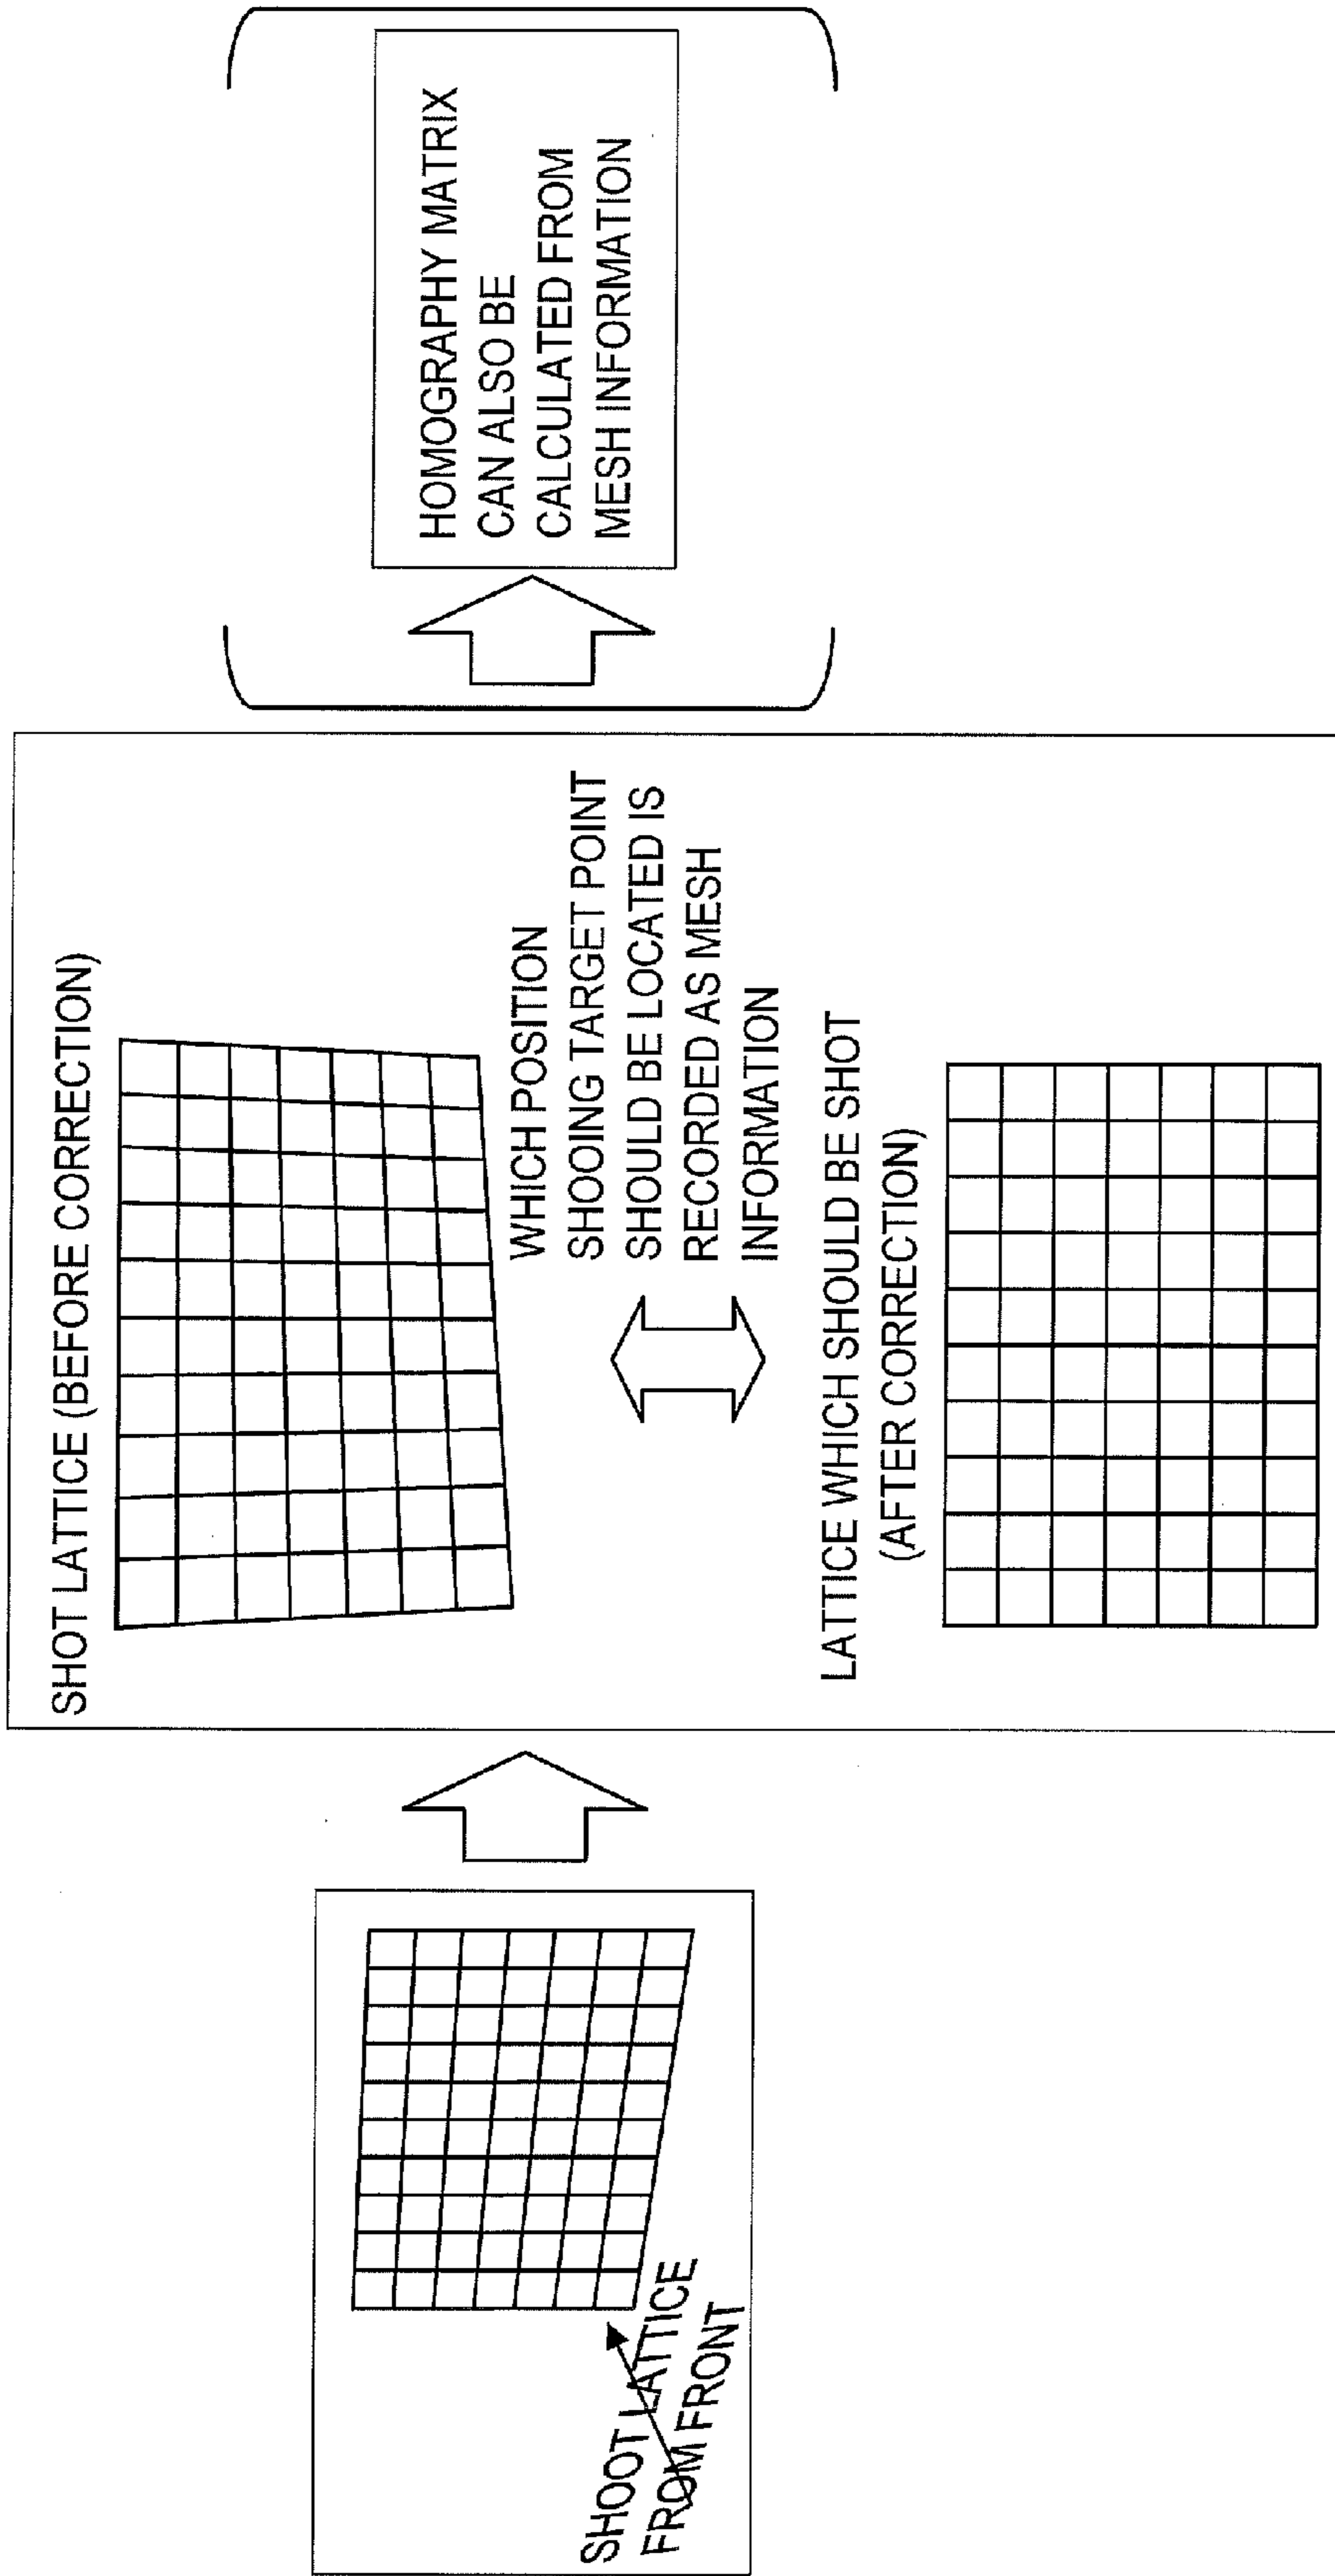 SHOOT LATTICE
FROM FRONT
SHOT LATTICE (BEFORE CORRECTION)
WHICH POSITION
SHOOING TARGET POINT
SHOULD BE LOCATED IS
RECORDED AS MESH
INFORMATION
LATTICE WHICH SHOULD BE SHOT
(AFTER CORRECTION)
HOMOGRAPHY MATRIX
CAN ALSO BE
CALCULATED FROM
MESH INFORMATION